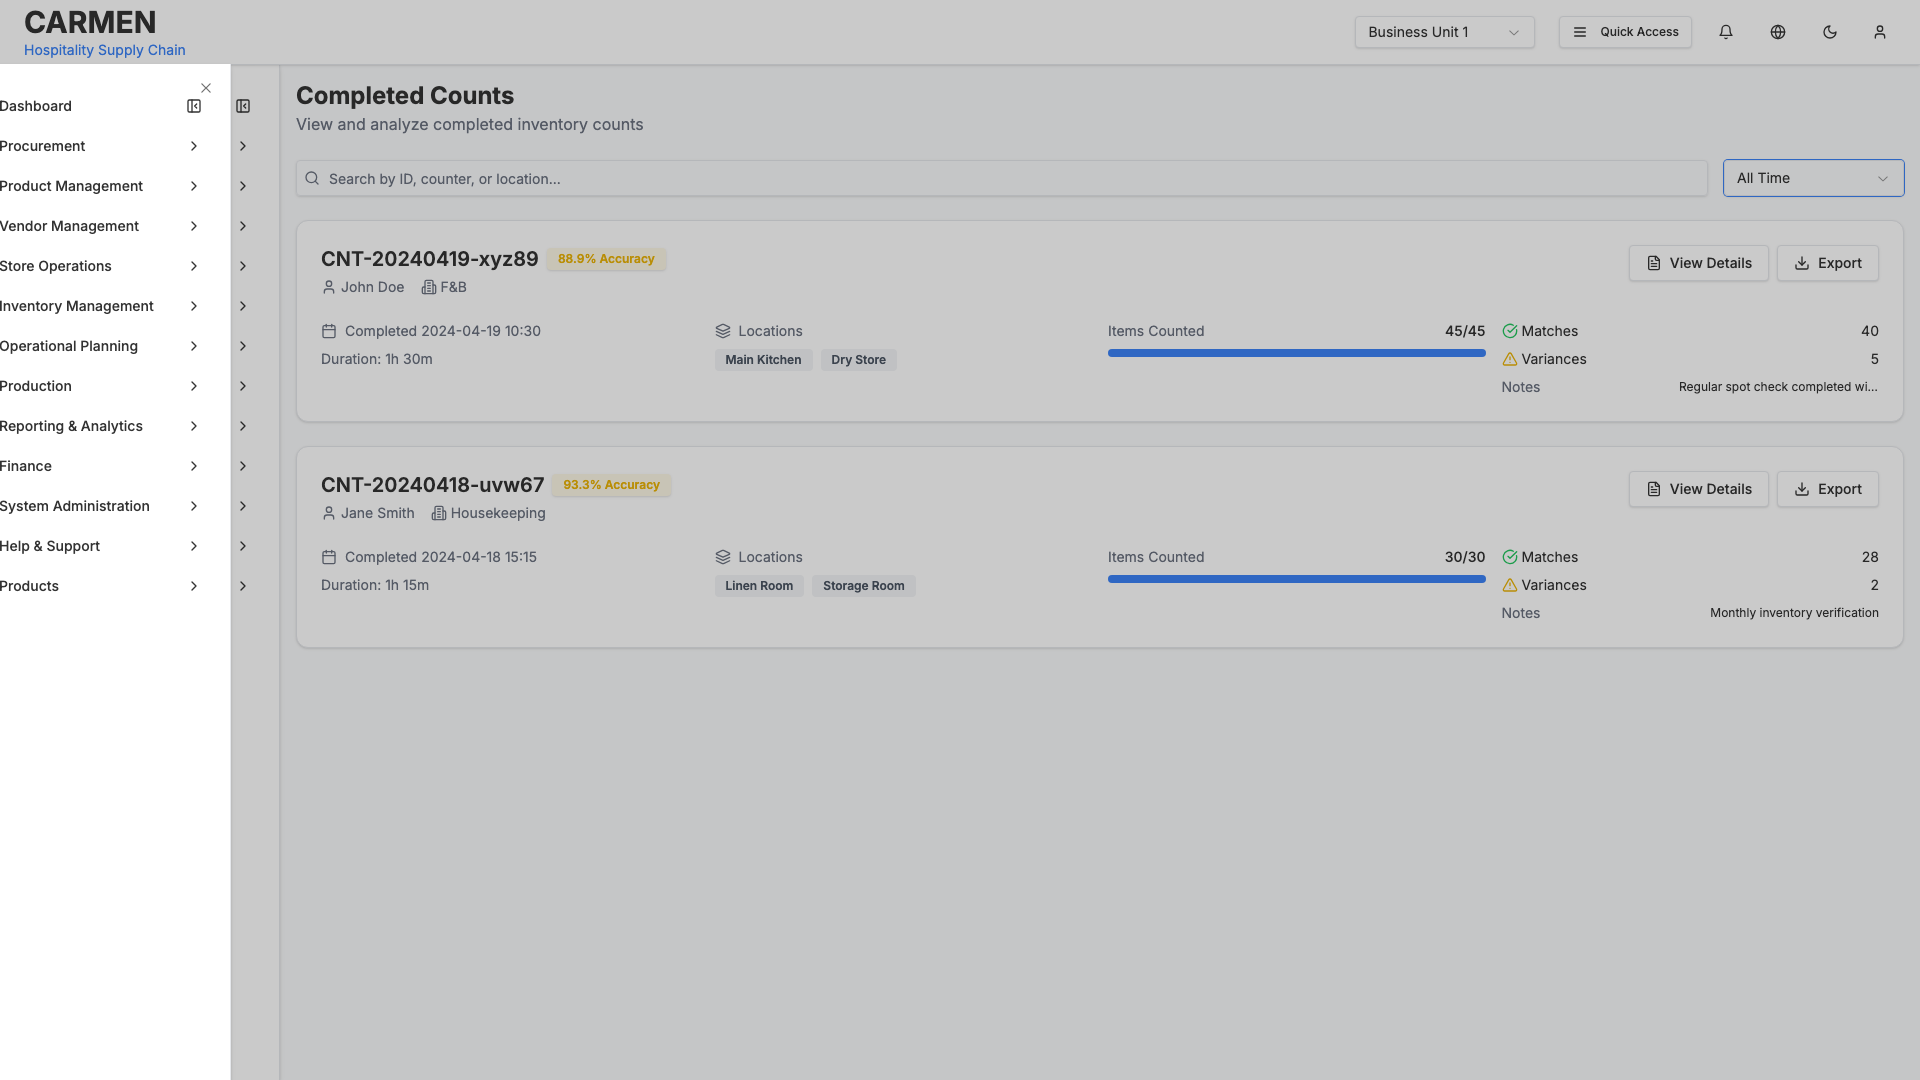 CARMEN
Hospitality Supply Chain
Business Unit 1
Quick Access
Dashboard
Procurement
Product Management
Vendor Management
Store Operations
Inventory Management
Operational Planning
Production
Reporting & Analytics
Finance
System Administration
Help & Support
Products
Completed Counts
View and analyze completed inventory counts
Search by ID, counter, or location...
All Time
CNT-20240419-xyz89
88.9% Accuracy
View Details
Export
John Doe
F&B
Completed 2024-04-19 10:30
Duration: 1h 30m
Locations
Main Kitchen
Dry Store
Items Counted
45/45
Matches
40
Variances
5
Notes
Regular spot check completed wi...
CNT-20240418-uvw67
93.3% Accuracy
View Details
Export
Jane Smith
Housekeeping
Completed 2024-04-18 15:15
Duration: 1h 15m
Locations
Linen Room
Storage Room
Items Counted
30/30
Matches
28
Variances
2
Notes
Monthly inventory verification